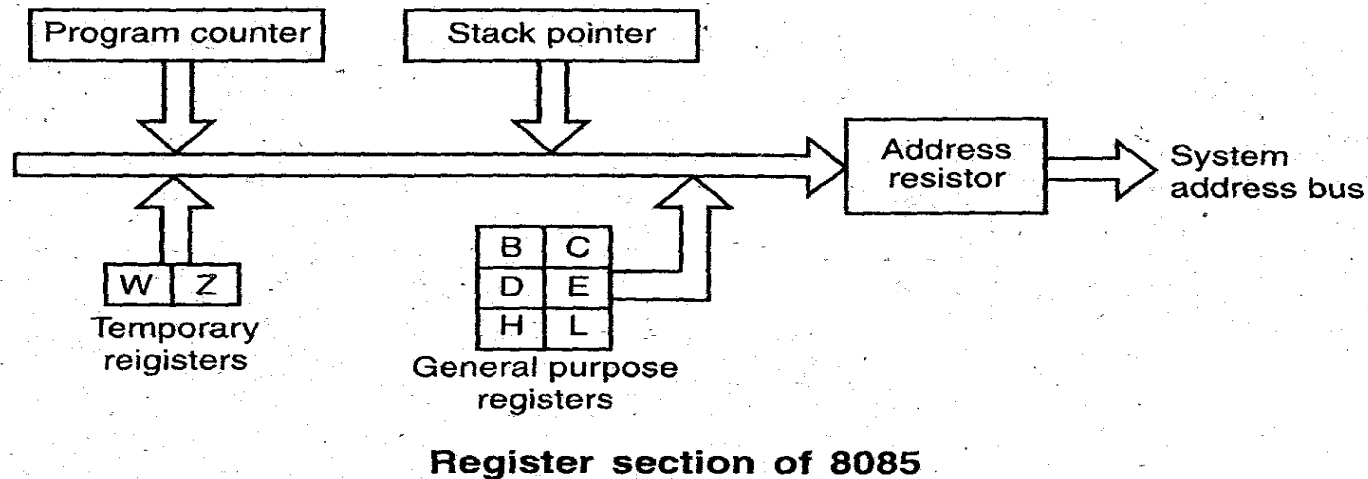 Program counter
Stack pointer
Address
resistor
System
address bus
W Z
Temporary
reigisters
B C
D E
H L
General purpose
registers
Register section of 8085